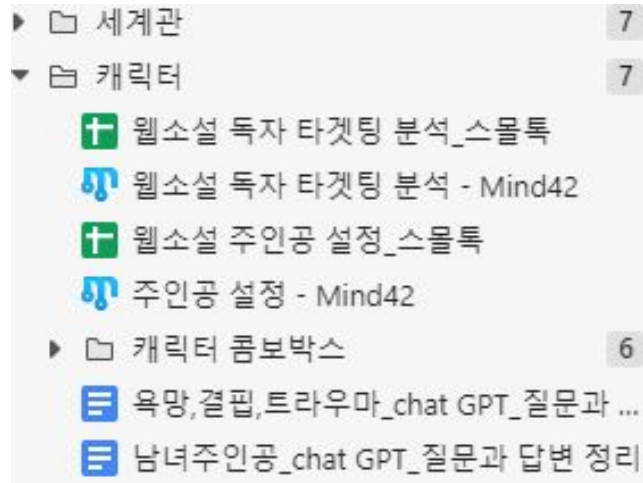 세계관 7
캐릭터 7
웹소설 독자 타겟팅 분석_스몰톡
웹소설 독자 타겟팅 분석 - Mind42
웹소설 주인공 설정_스몰톡
주인공 설정 - Mind42
캐릭터 콤보박스 6
욕망,결핍,트라우마_chat GPT_질문과 ...
남녀주인공_chat GPT_질문과 답변 정리